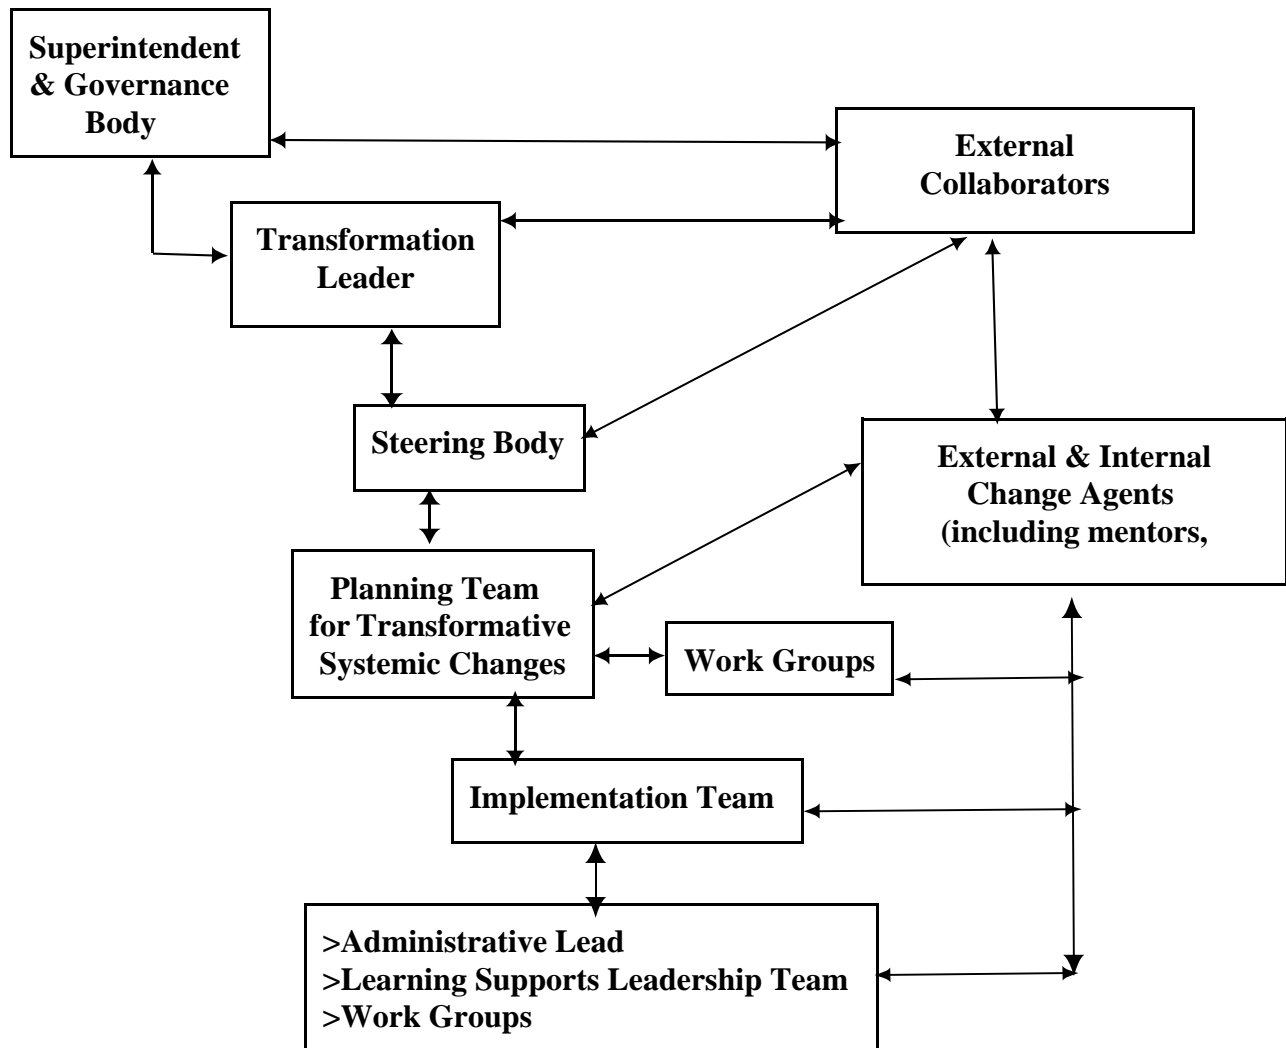 Superintendent
& Governance
Body
External
Collaborators
Transformation
Leader
Steering Body
External & Internal
Change Agents
(including mentors,
Planning Team
for Transformative
Systemic Changes
Work Groups
Implementation Team
>Administrative Lead
>Learning Supports Leadership Team
>Work Groups